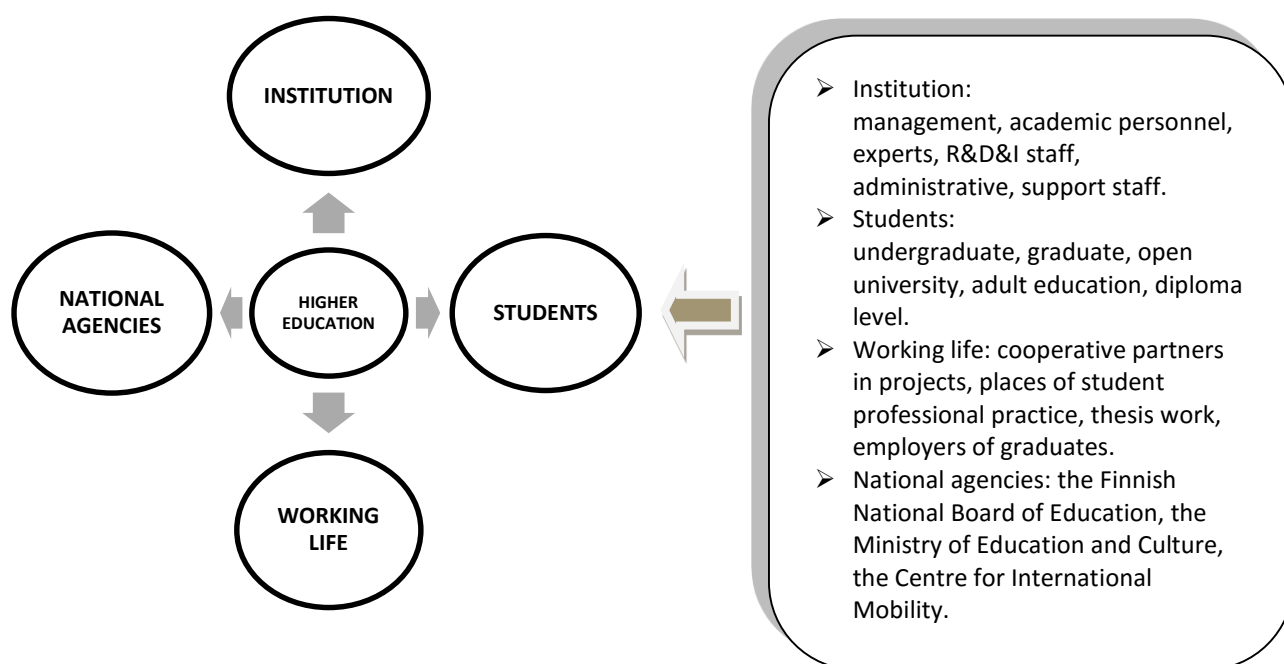 INSTITUTION
NATIONAL
AGENCIES
HIGHER
EDUCATION
STUDENTS
WORKING
LIFE
➢ Institution:
management, academic personnel,
experts, R&D&I staff,
administrative, support staff.
➢ Students:
undergraduate, graduate, open
university, adult education, diploma
level.
➢ Working life: cooperative partners
in projects, places of student
professional practice, thesis work,
employers of graduates.
➢ National agencies: the Finnish
National Board of Education, the
Ministry of Education and Culture,
the Centre for International
Mobility.